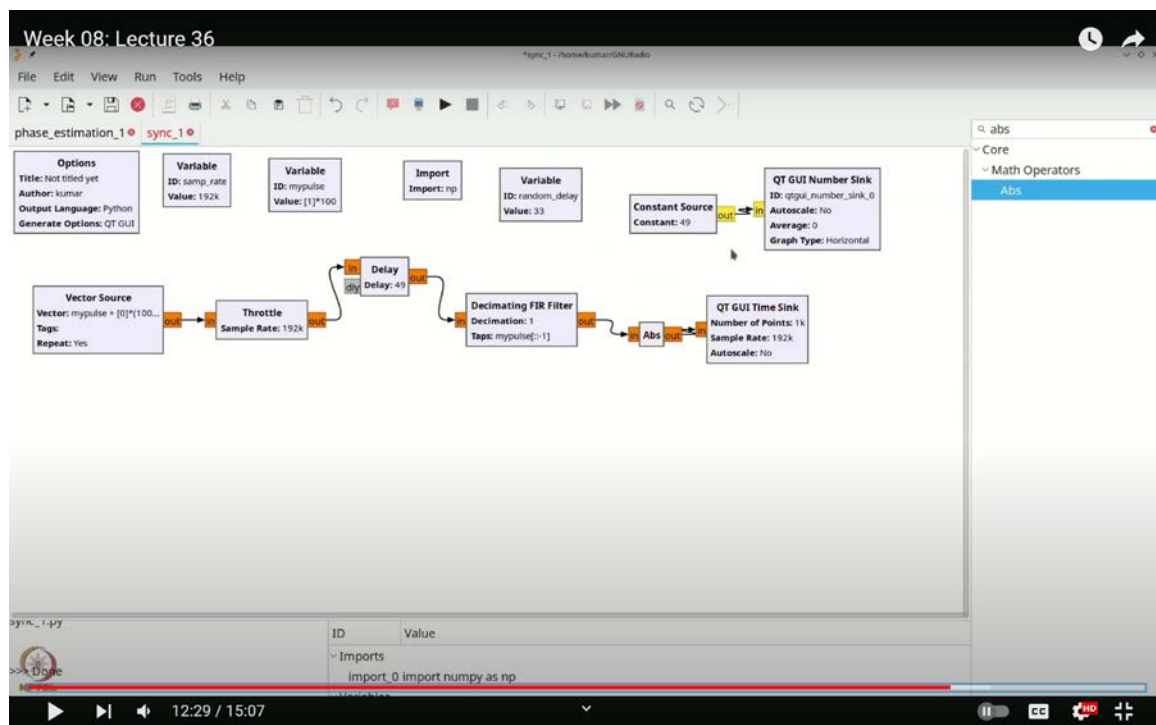 Week 08: Lecture 36
*sync_1 - /home/kumar/GNURadio
File Edit View Run Tools Help
phase_estimation_1 sync_1
abs
Core
Math Operators
Abs
Options
Title: Not titled yet
Author: kumar
Output Language: Python
Generate Options: QT GUI
Variable
ID: samp_rate
Value: 192k
Variable
ID: mypulse
Value: [1]*100
Import
Import: np
Variable
ID: random_delay
Value: 33
Constant Source
Constant: 49
out
in
QT GUI Number Sink
ID: qtgui_number_sink_0
Autoscale: No
Average: 0
Graph Type: Horizontal
Vector Source
Vector: mypulse + [0]*(100...
Tags:
Repeat: Yes
out
in
Throttle
Sample Rate: 192k
out
in
dly
Delay
Delay: 49
out
in
Decimating FIR Filter
Decimation: 1
Taps: mypulse[::-1]
out
in
Abs
out
in
QT GUI Time Sink
Number of Points: 1k
Sample Rate: 192k
Autoscale: No
sync_1.py
>>> Done
ID Value
Imports
import_0 import numpy as np
Variables
12:29 / 15:07
CC
HD